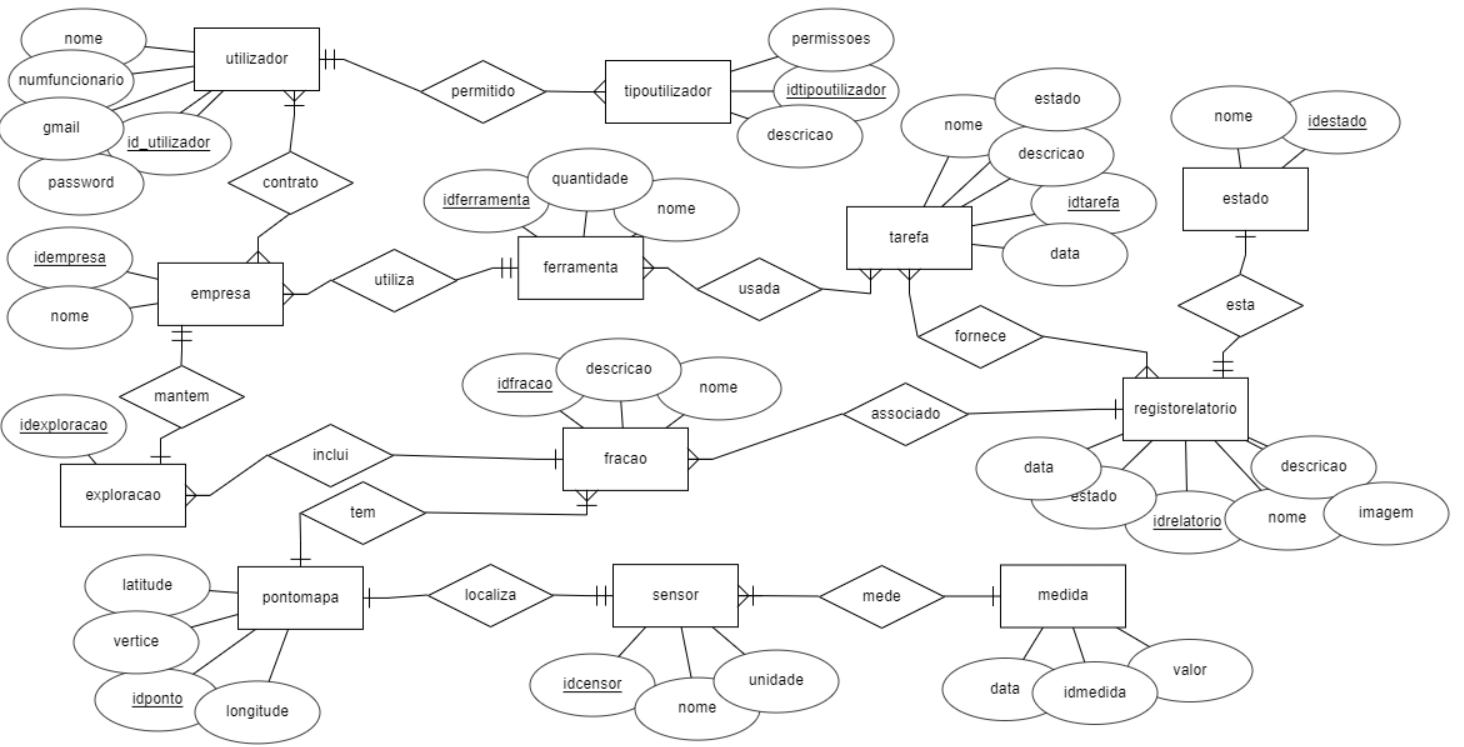 nome
utilizador
permissoes
numfuncionario
permitido
tipoutilizador
idtipoutilizador
estado
nome
nome
idestado
gmail
id_utilizador
descricao
descricao
password
contrato
quantidade
idferramenta
nome
idtarefa
estado
tarefa
data
idempresa
empresa
utiliza
ferramenta
usada
nome
esta
fornece
mantem
idfracao
descricao
nome
associado
registorelatorio
idexploracao
inclui
fracao
exploracao
tem
data
estado
idrelatorio
nome
descricao
imagem
latitude
pontomapa
localiza
sensor
mede
medida
vertice
idponto
longitude
idcensor
nome
unidade
data
idmedida
valor